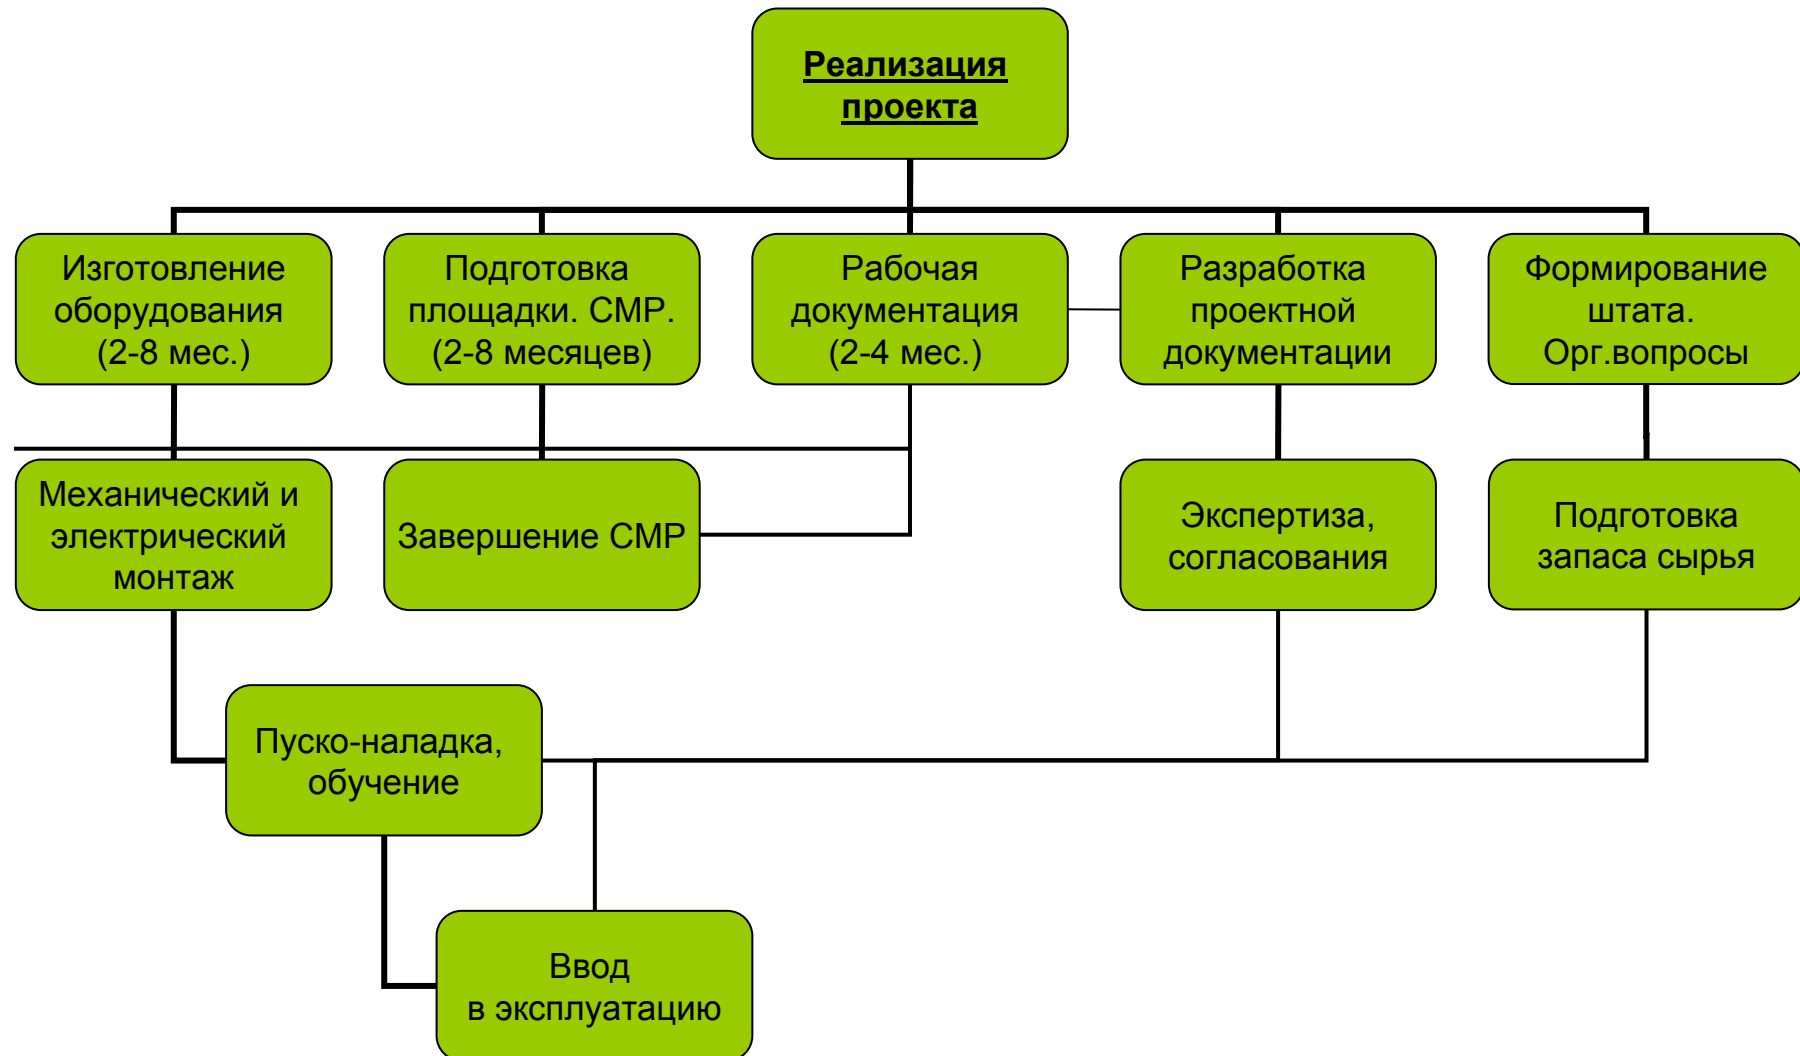 Реализация
проекта
Изготовление
оборудования
(2-8 мес.)
Подготовка
площадки. СМР.
(2-8 месяцев)
Рабочая
документация
(2-4 мес.)
Разработка
проектной
документации
Формирование
штата.
Орг.вопросы
Механический и
электрический
монтаж
Завершение СМР
Экспертиза,
согласования
Подготовка
запаса сырья
Пуско-наладка,
обучение
Ввод
в эксплуатацию